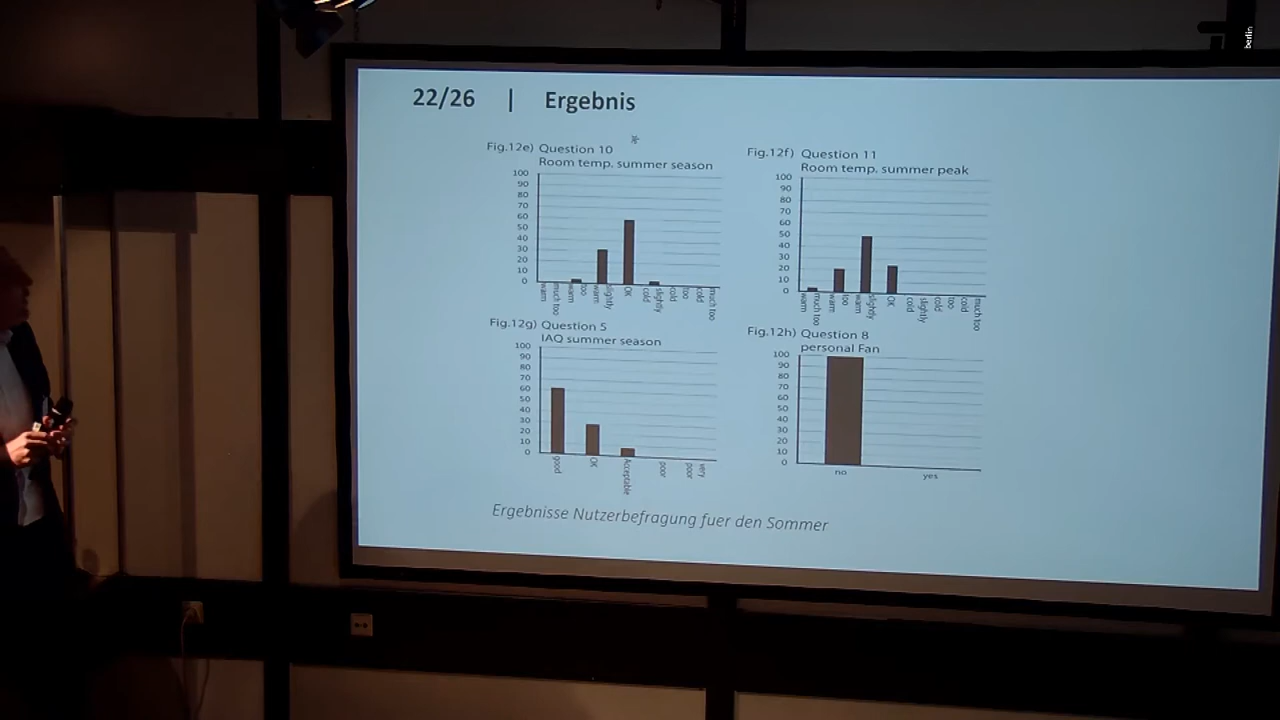 berlin
22/26 | Ergebnis
*
Fig.12e) Question 10
Room temp. summer season
100
90
80
70
60
50
40
30
20
10
0
much too warm
too warm
slightly warm
OK
slightly cold
too cold
much too cold
Fig.12f) Question 11
Room temp. summer peak
100
90
80
70
60
50
40
30
20
10
0
much too warm
too warm
slightly warm
OK
slightly cold
too cold
much too cold
Fig.12g) Question 5
IAQ summer season
100
90
80
70
60
50
40
30
20
10
0
good
OK
Acceptable
poor
very poor
Fig.12h) Question 8
personal Fan
100
90
80
70
60
50
40
30
20
10
0
no
yes
Ergebnisse Nutzerbefragung fuer den Sommer